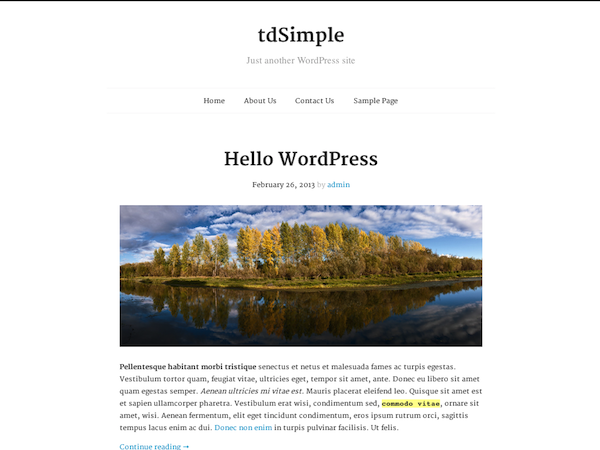 tdSimple
Just another WordPress site
Home About Us Contact Us Sample Page
Hello WordPress
February 26, 2013 by admin
Pellentesque habitant morbi tristique senectus et netus et malesuada fames ac turpis egestas.
Vestibulum tortor quam, feugiat vitae, ultricies eget, tempor sit amet, ante. Donec eu libero sit amet
quam egestas semper. Aenean ultricies mi vitae est. Mauris placerat eleifend leo. Quisque sit amet est
et sapien ullamcorper pharetra. Vestibulum erat wisi, condimentum sed, commodo vitae, ornare sit
amet, wisi. Aenean fermentum, elit eget tincidunt condimentum, eros ipsum rutrum orci, sagittis
tempus lacus enim ac dui. Donec non enim in turpis pulvinar facilisis. Ut felis.
Continue reading →